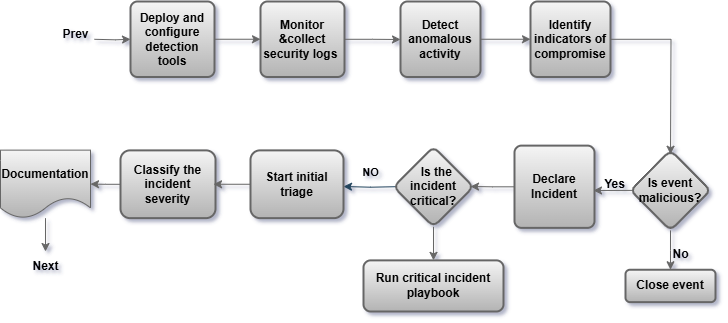 Prev
Deploy and
configure
detection
tools
Monitor
&collect
security logs
Detect
anomalous
activity
Identify
indicators of
compromise
Documentation
Classify the
incident
severity
Start initial
triage
NO
Is the
incident
critical?
Declare
Incident
Yes
Is event
malicious?
Next
Run critical incident
playbook
No
Close event